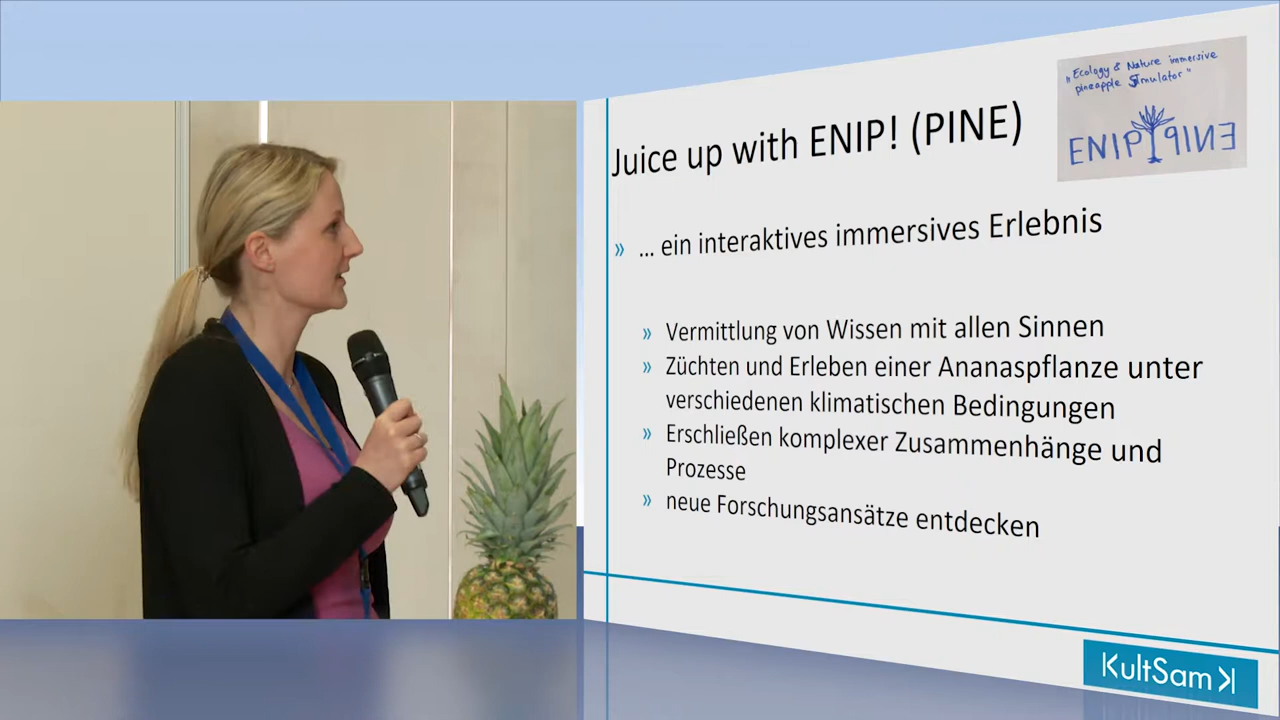 Juice up with ENIP! (PINE)
„Ecology & Nature immersive
pineapple Simulator"
ENIP PINE
» ... ein interaktives immersives Erlebnis
» Vermittlung von Wissen mit allen Sinnen
» Züchten und Erleben einer Ananaspflanze unter
verschiedenen klimatischen Bedingungen
» Erschließen komplexer Zusammenhänge und
Prozesse
» neue Forschungsansätze entdecken
KultSam